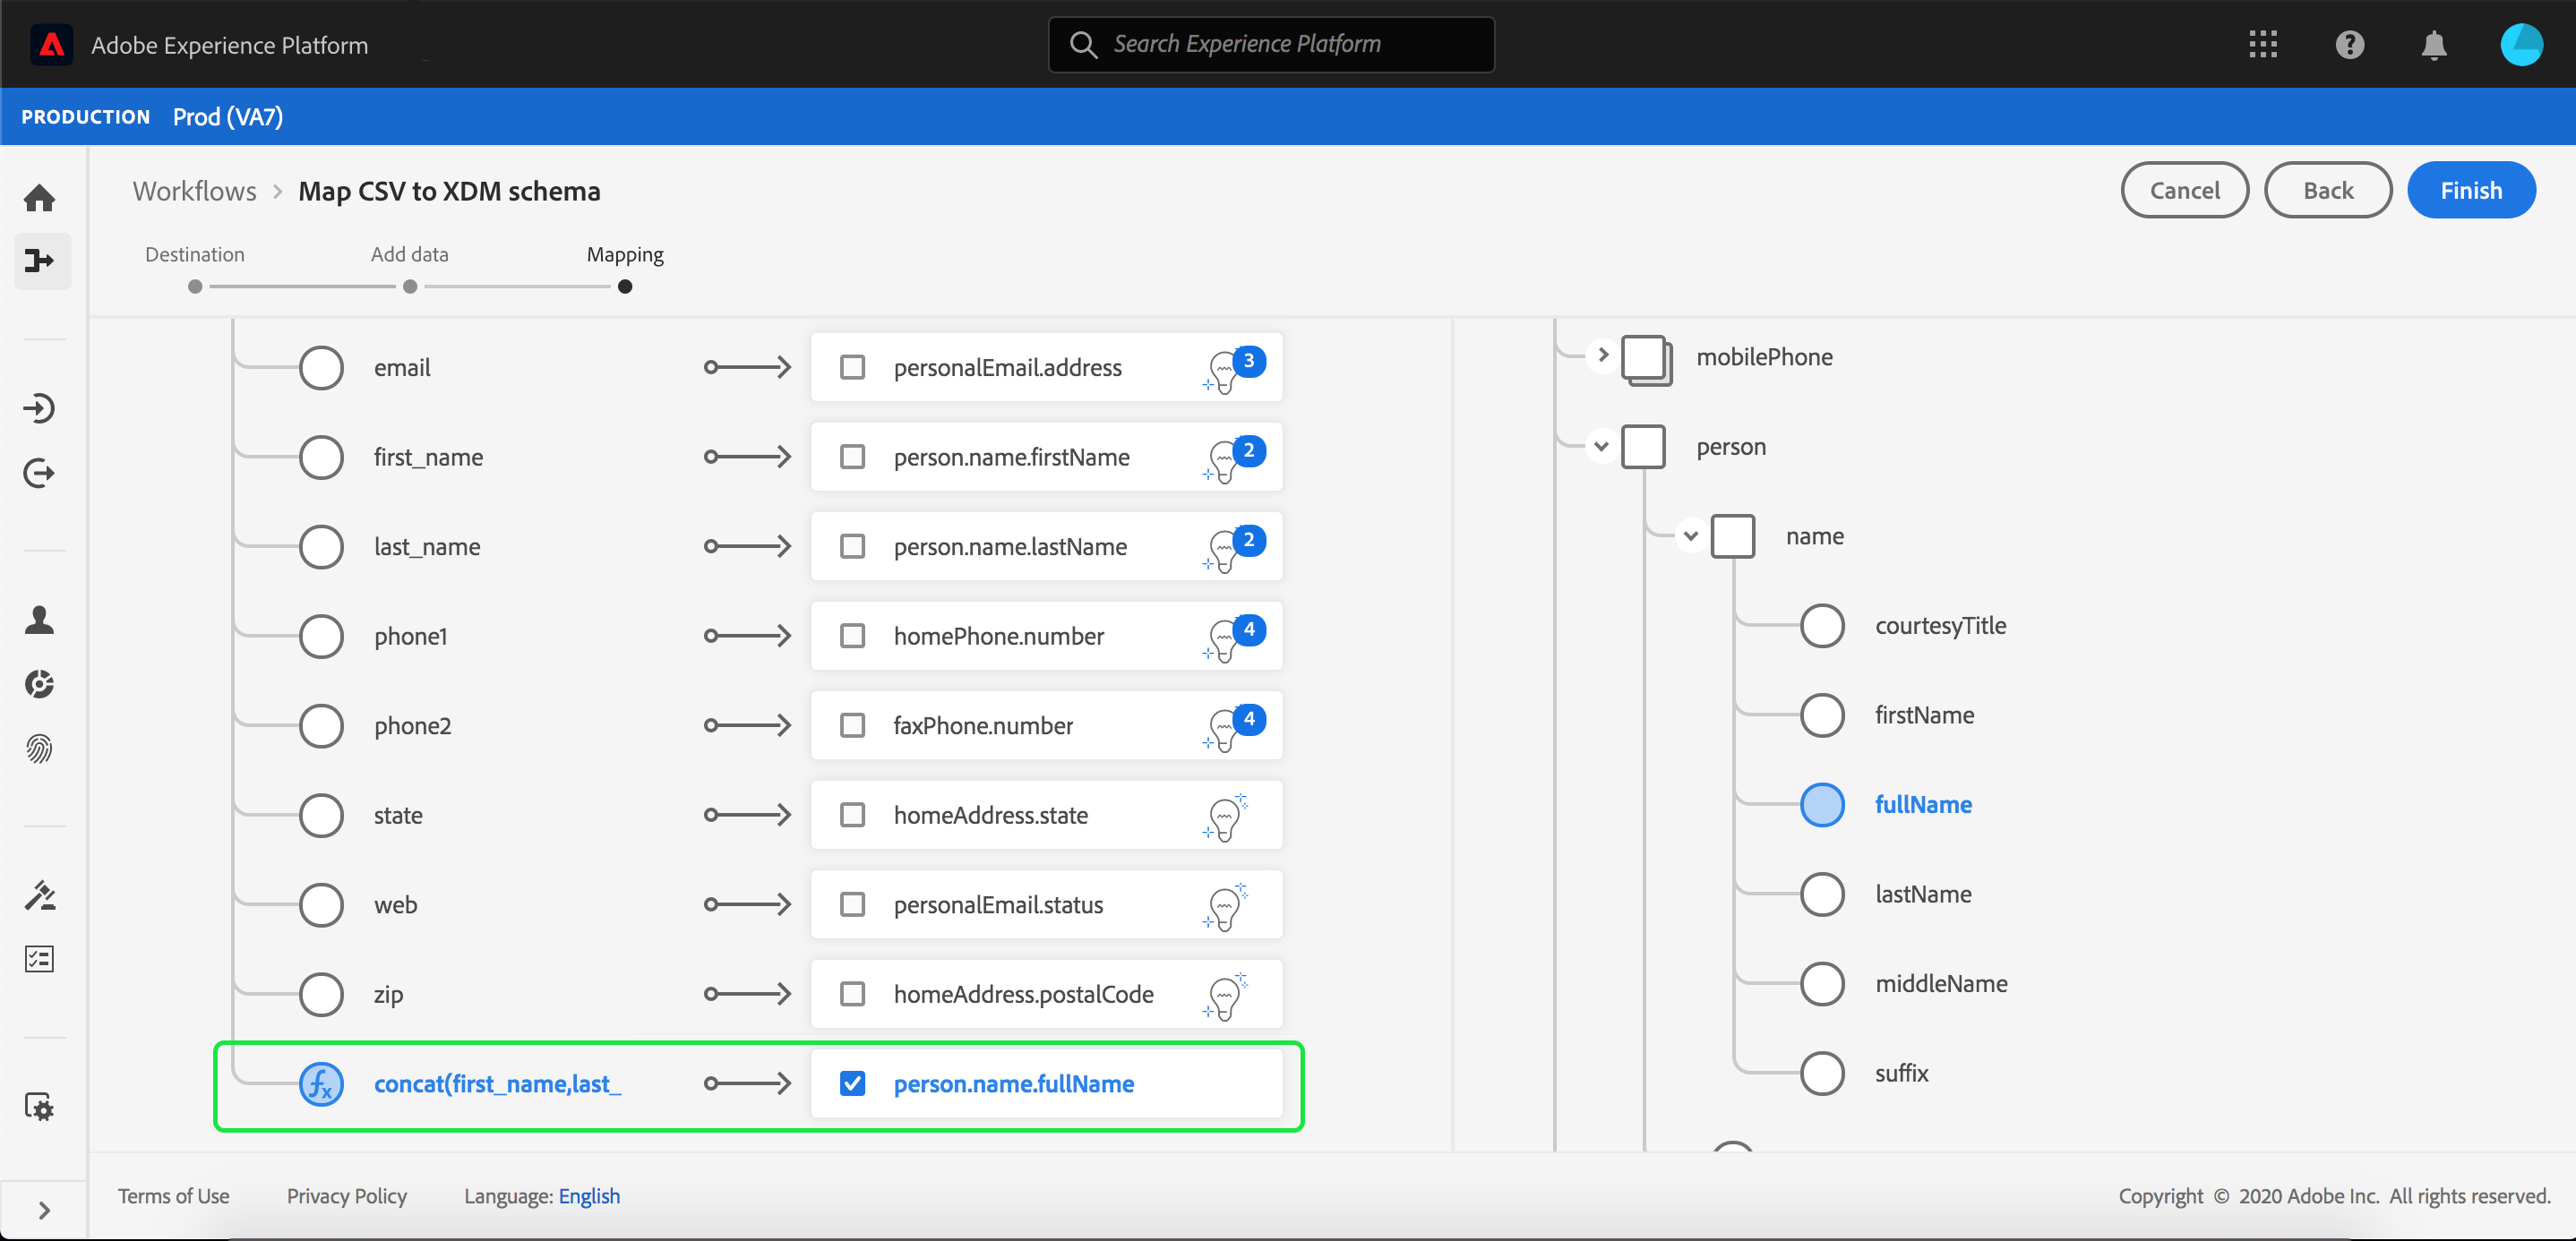 Adobe Experience Platform
Search Experience Platform
PRODUCTION Prod (VA7)
Workflows > Map CSV to XDM schema
Cancel
Back
Finish
Destination
Add data
Mapping
email
personalEmail.address
3
first_name
person.name.firstName
2
last_name
person.name.lastName
2
phone1
homePhone.number
4
phone2
faxPhone.number
4
state
homeAddress.state
web
personalEmail.status
zip
homeAddress.postalCode
fx
concat(first_name,last_
person.name.fullName
mobilePhone
person
name
courtesyTitle
firstName
fullName
lastName
middleName
suffix
Terms of Use
Privacy Policy
Language: English
Copyright © 2020 Adobe Inc. All rights reserved.